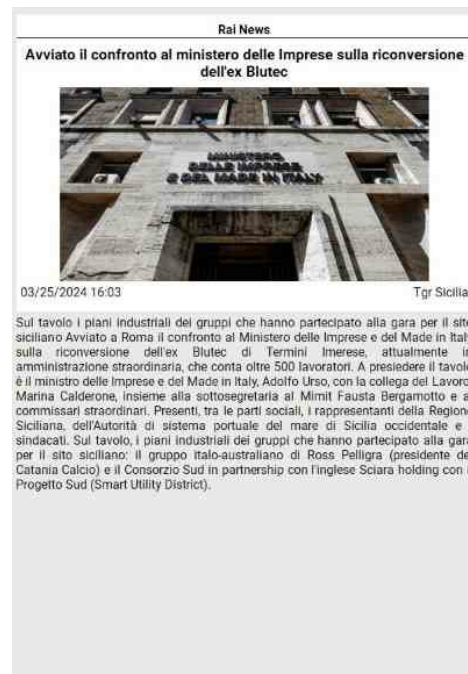 Rai News
Avviato il confronto al ministero delle Imprese sulla riconversione
dell'ex Blutec
MINISTERO
DELLE IMPRESE
E DEL MADE IN ITALY
03/25/2024 16:03
Tgr Sicilia
Sul tavolo i piani industriali dei gruppi che hanno partecipato alla gara per il sito
siciliano Avviato a Roma il confronto al Ministero delle Imprese e del Made in Italy
sulla riconversione dell'ex Blutec di Termini Imerese, attualmente in
amministrazione straordinaria, che conta oltre 500 lavoratori. A presiedere il tavolo
è il ministro delle Imprese e del Made in Italy, Adolfo Urso, con la collega del Lavoro
Marina Calderone, insieme alla sottosegretaria al Mimit Fausta Bergamotto e ai
commissari straordinari. Presenti, tra le parti sociali, i rappresentanti della Regione
Siciliana, dell'Autorità di sistema portuale del mare di Sicilia occidentale e
sindacati. Sul tavolo, i piani industriali dei gruppi che hanno partecipato alla gara
per il sito siciliano: il gruppo italo-australiano di Ross Pelligra (presidente del
Catania Calcio) e il Consorzio Sud in partnership con l'inglese Sciara holding con
Progetto Sud (Smart Utility District).